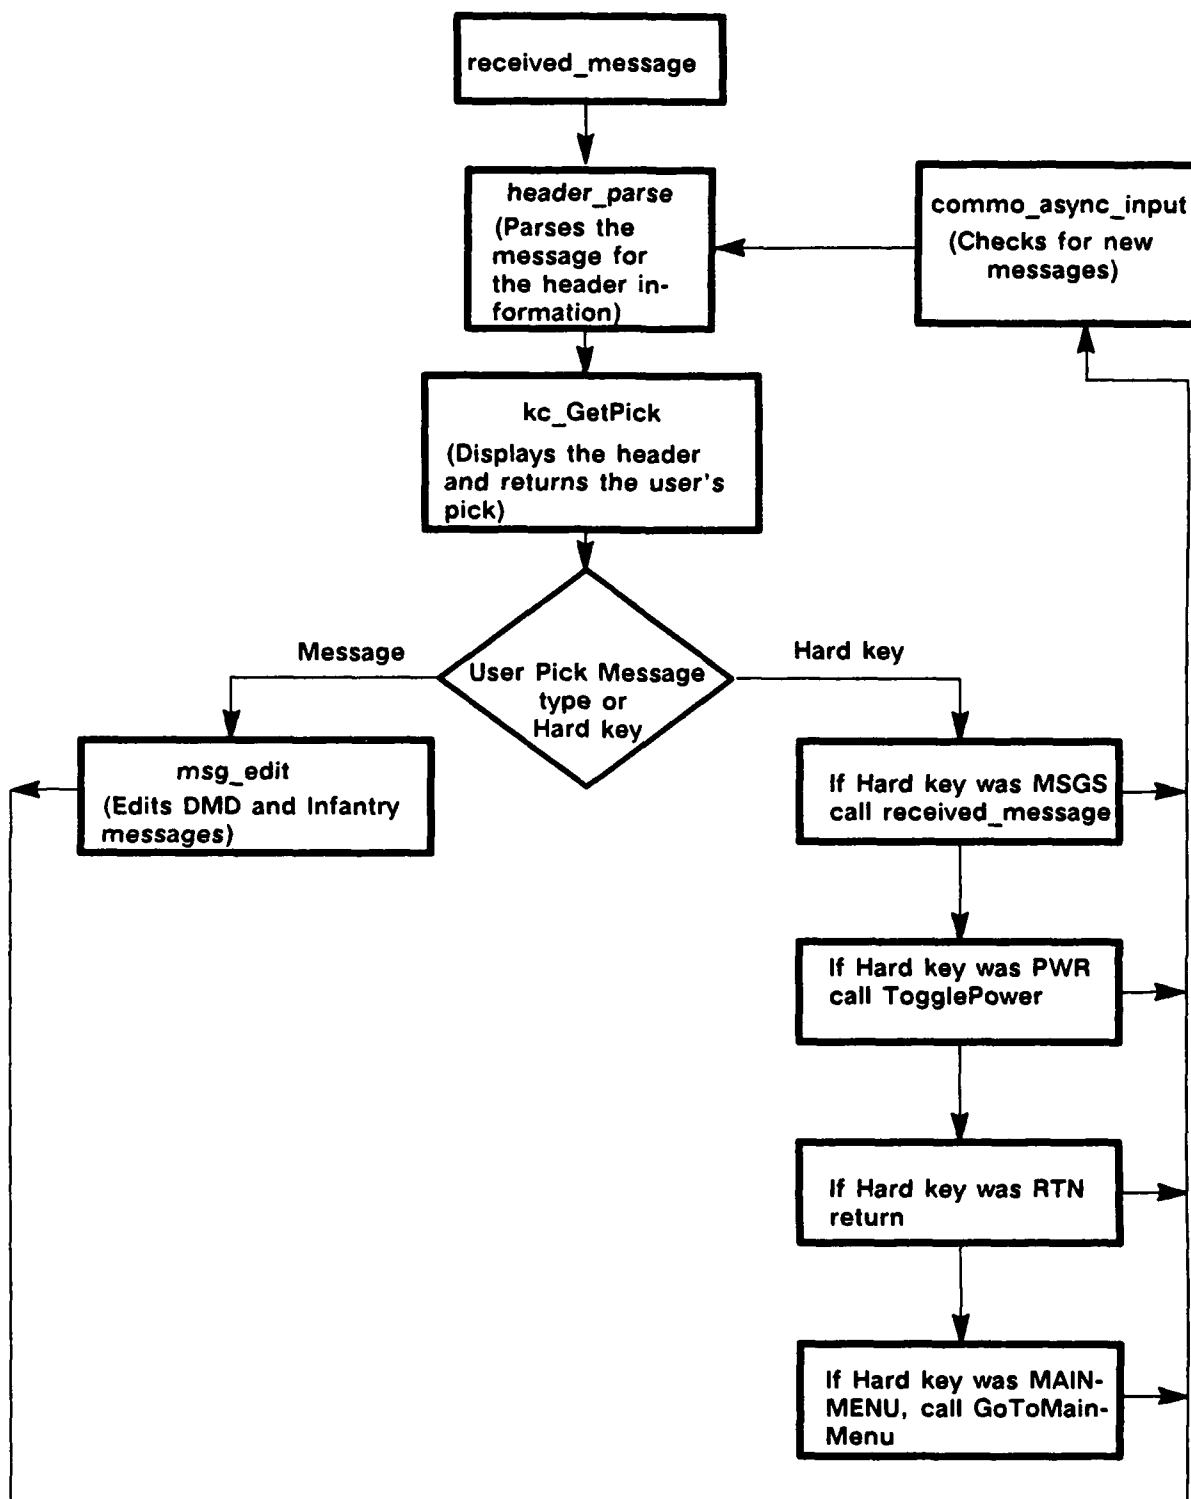 received_message
header_parse
(Parses the
message for
the header in-
formation)
commo_async_input
(Checks for new
messages)
kc_GetPick
(Displays the header
and returns the user's
pick)
Message
Hard key
User Pick Message
type or
Hard key
msg_edit
(Edits DMD and Infantry
messages)
If Hard key was MSGS
call received_message
If Hard key was PWR
call TogglePower
If Hard key was RTN
return
If Hard key was MAIN-
MENU, call GoToMain-
Menu